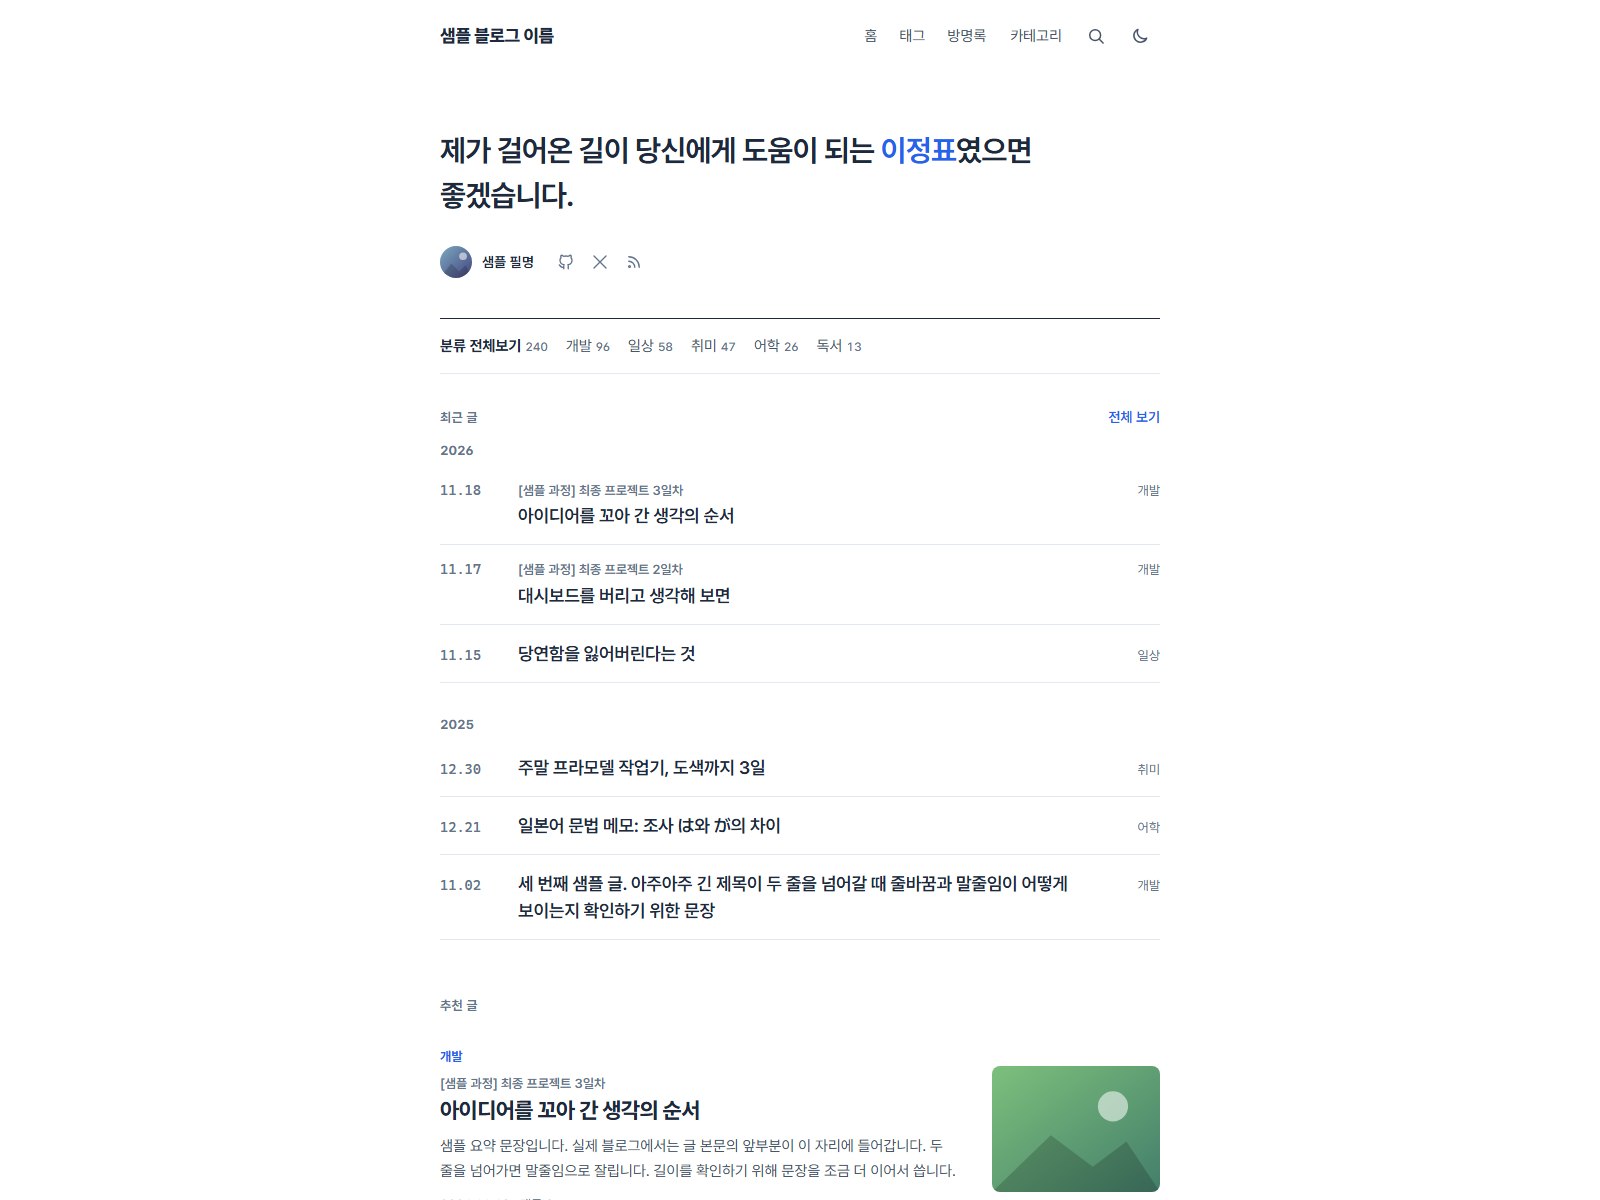 샘플 블로그 이름
홈 태그 방명록 카테고리
제가 걸어온 길이 당신에게 도움이 되는 이정표였으면
좋겠습니다.
샘플 필명
분류 전체보기 240 개발 96 일상 58 취미 47 어학 26 독서 13
최근 글 전체 보기
2026
11.18 [샘플 과정] 최종 프로젝트 3일차 개발
아이디어를 꼬아 간 생각의 순서
11.17 [샘플 과정] 최종 프로젝트 2일차 개발
대시보드를 버리고 생각해 보면
11.15 당연함을 잃어버린다는 것 일상
2025
12.30 주말 프라모델 작업기, 도색까지 3일 취미
12.21 일본어 문법 메모: 조사 は와 が의 차이 어학
11.02 세 번째 샘플 글. 아주아주 긴 제목이 두 줄을 넘어갈 때 줄바꿈과 말줄임이 어떻게 개발
보이는지 확인하기 위한 문장
추천 글
개발
[샘플 과정] 최종 프로젝트 3일차
아이디어를 꼬아 간 생각의 순서
샘플 요약 문장입니다. 실제 블로그에서는 글 본문의 앞부분이 이 자리에 들어갑니다. 두
줄을 넘어가면 말줄임으로 잘립니다. 길이를 확인하기 위해 문장을 조금 더 이어서 씁니다.